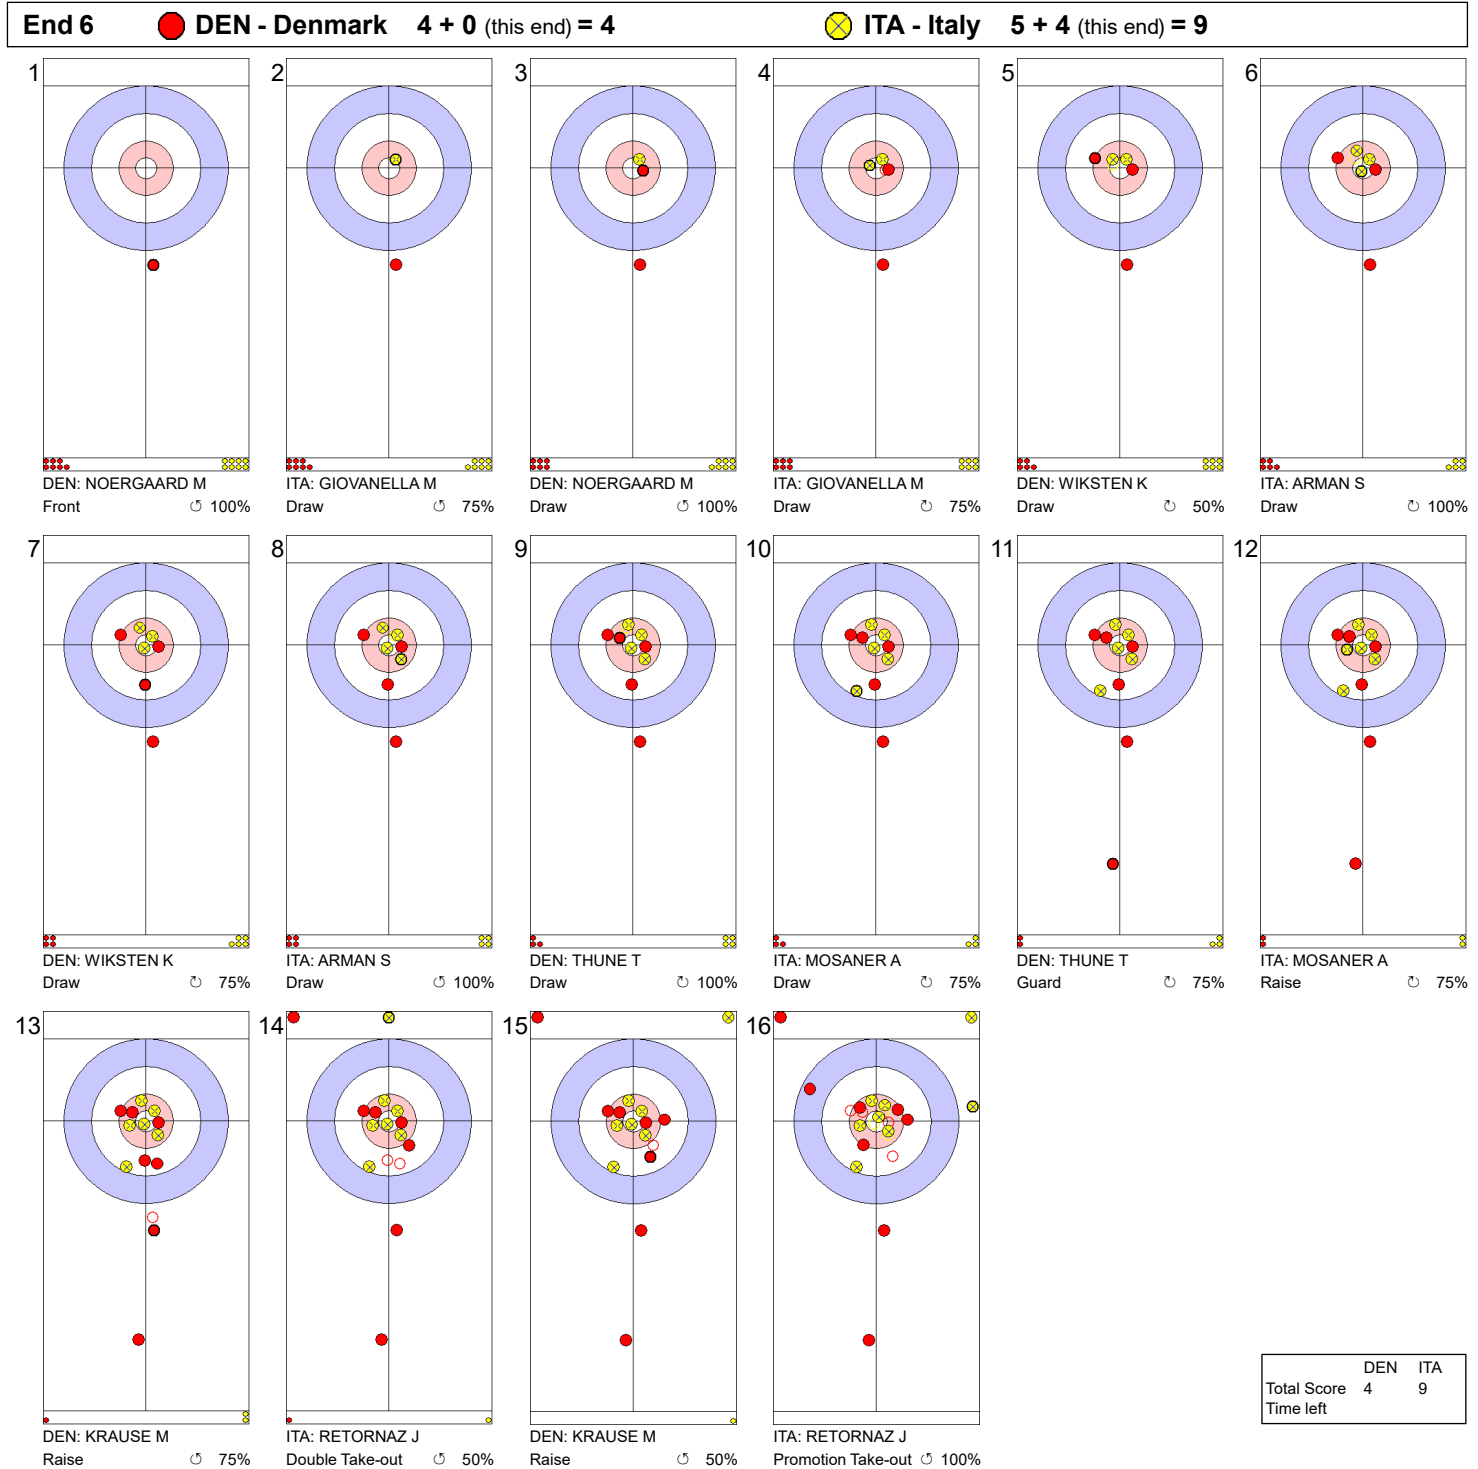 End 6 DEN - Denmark 4 + 0 (this end) = 4 ITA - Italy 5 + 4 (this end) = 9
1 2 3 4 5 6
DEN: NOERGAARD M ITA: GIOVANELLA M DEN: NOERGAARD M ITA: GIOVANELLA M DEN: WIKSTEN K ITA: ARMAN S
Front ↺ 100% Draw ↺ 75% Draw ↺ 100% Draw ↻ 75% Draw ↻ 50% Draw ↻ 100%
7 8 9 10 11 12
DEN: WIKSTEN K ITA: ARMAN S DEN: THUNE T ITA: MOSANER A DEN: THUNE T ITA: MOSANER A
Draw ↻ 75% Draw ↺ 100% Draw ↺ 100% Draw ↻ 75% Guard ↻ 75% Raise ↻ 75%
13 14 15 16
DEN: KRAUSE M ITA: RETORNAZ J DEN: KRAUSE M ITA: RETORNAZ J
Raise ↺ 75% Double Take-out ↺ 50% Raise ↺ 50% Promotion Take-out ↺ 100%
DEN ITA
Total Score 4 9
Time left